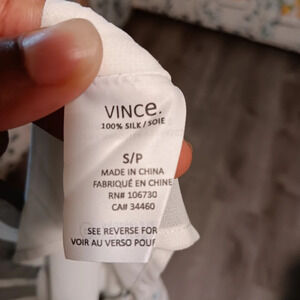 VINCE.
100% SILK / SOIE
S/P
MADE IN CHINA
FABRIQUÉ EN CHINE
RN# 106730
CA# 34460
SEE REVERSE FOR
VOIR AU VERSO POUR